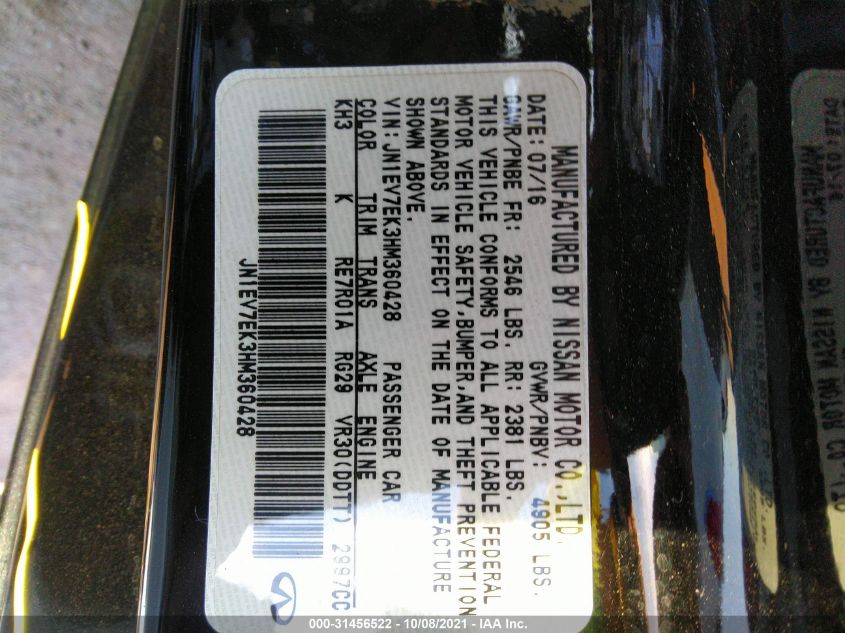 MANUFACTURED BY NISSAN MOTOR CO.,LTD.
DATE: 07/16 GVWR/PNBV: 4905 LBS.
GAWR/PNBE FR: 2546 LBS. RR: 2381 LBS.
THIS VEHICLE CONFORMS TO ALL APPLICABLE FEDERAL
MOTOR VEHICLE SAFETY,BUMPER,AND THEFT PREVENTION
STANDARDS IN EFFECT ON THE DATE OF MANUFACTURE
SHOWN ABOVE.
VIN: JN1EV7EK3HM360428 PASSENGER CAR
COLOR TRIM TRANS AXLE ENGINE
KH3 K RE7R01A RG29 VR30(DDTT) 2997CC
JN1EV7EK3HM360428
000-31456522 - 10/08/2021 - IAA Inc.